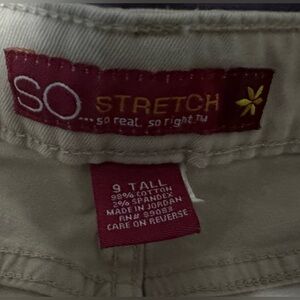 SO STRETCH
...so real. so right.™
9 TALL
98% COTTON
2% SPANDEX
MADE IN JORDAN
RN# 89083
CARE ON REVERSE